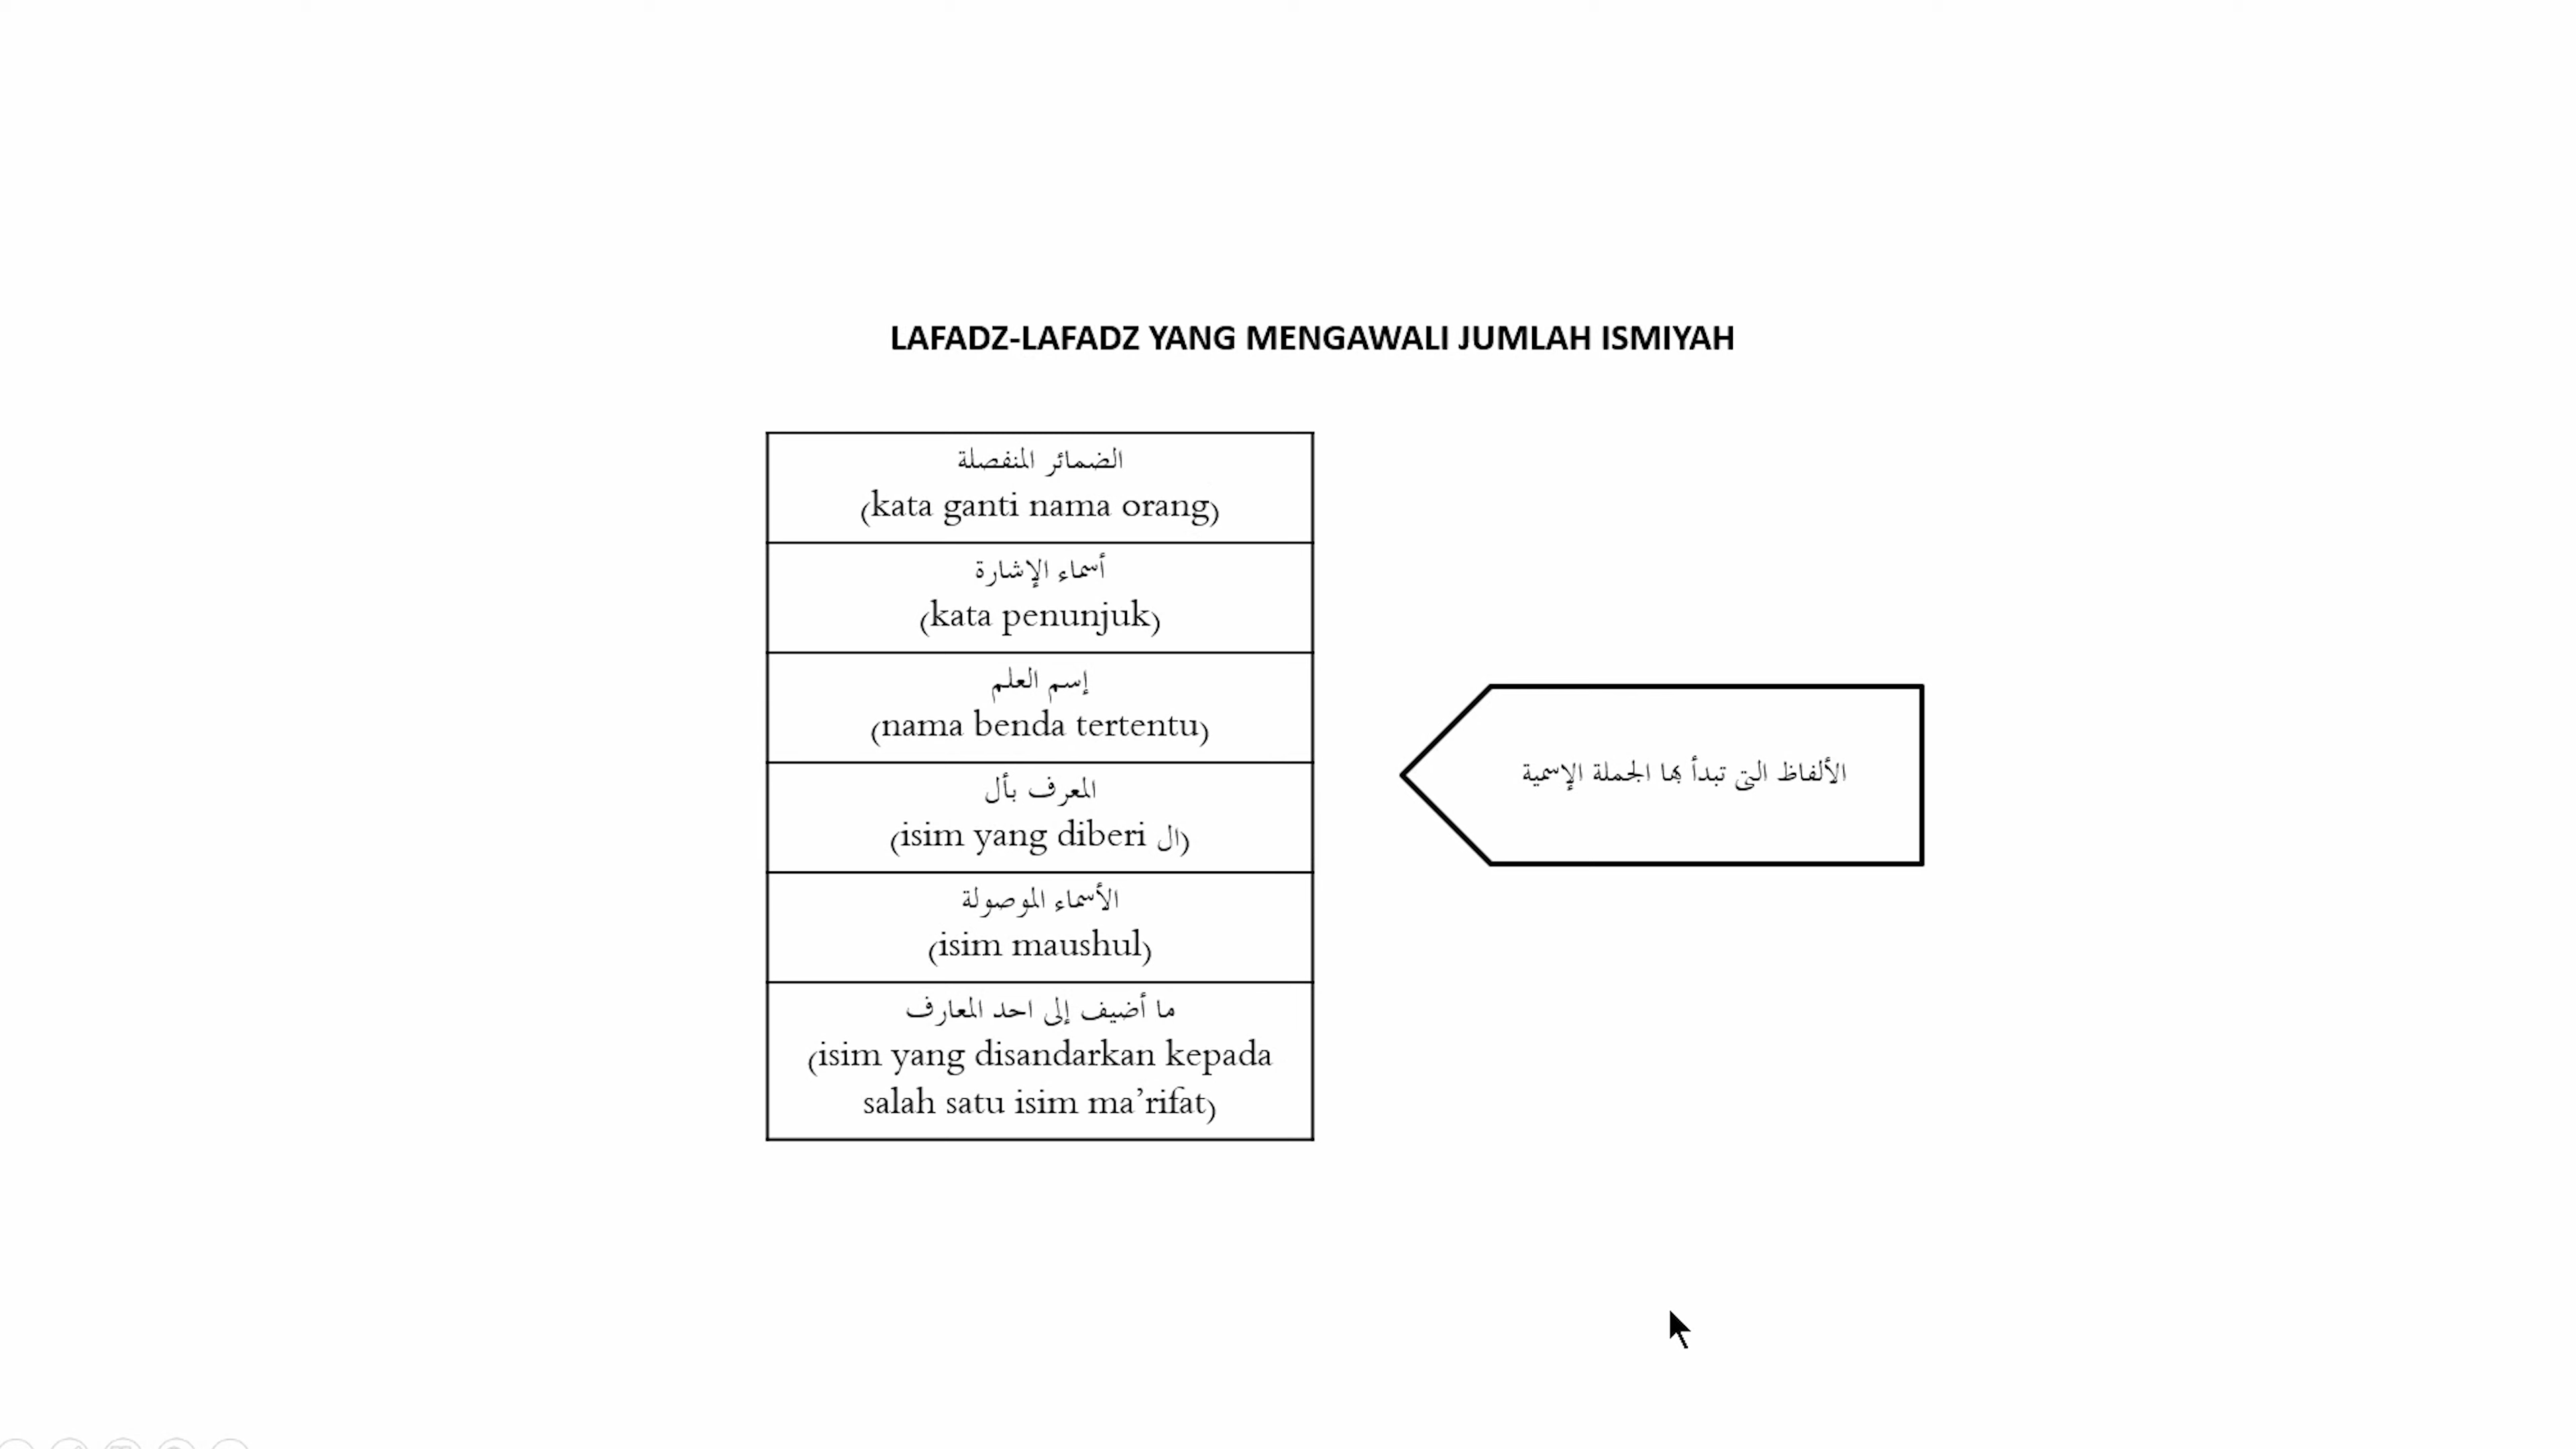 LAFADZ-LAFADZ YANG MENGAWALI JUMLAH ISMIYAH
الضمائر المنفصلة
(kata ganti nama orang)
أسماء الإشارة
(kata penunjuk)
إسم العلم
(nama benda tertentu)
المعرف بأل
(isim yang diberi ال)
الأسماء الموصولة
(isim maushul)
ما أضيف إلى احد المعارف
(isim yang disandarkan kepada
salah satu isim ma’rifat)
الألفاظ التى تبدأ بها الجملة الإسمية